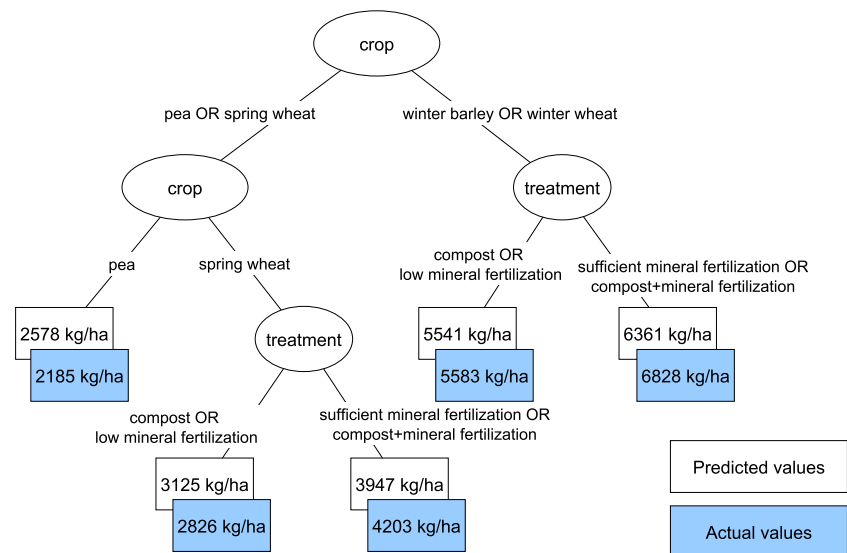 crop
pea OR spring wheat
winter barley OR winter wheat
crop
treatment
pea
spring wheat
compost OR
low mineral fertilization
sufficient mineral fertilization OR
compost+mineral fertilization
2578 kg/ha
2185 kg/ha
treatment
5541 kg/ha
5583 kg/ha
6361 kg/ha
6828 kg/ha
compost OR
low mineral fertilization
sufficient mineral fertilization OR
compost+mineral fertilization
3125 kg/ha
2826 kg/ha
3947 kg/ha
4203 kg/ha
Predicted values
Actual values